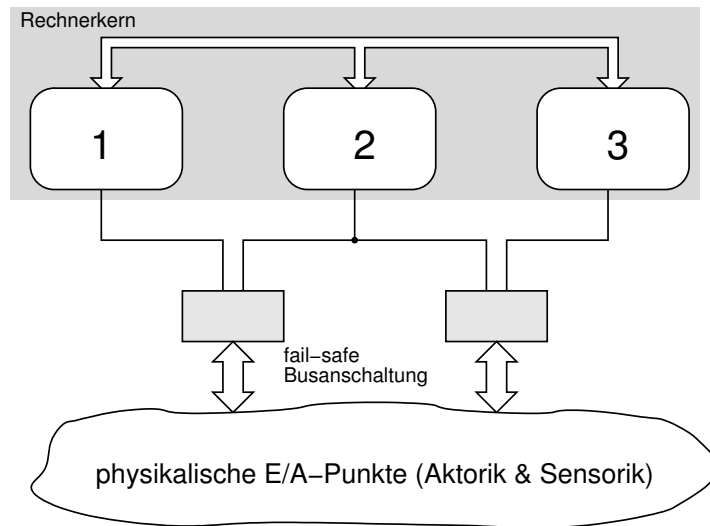 Rechnerkern
1
2
3
fail−safe
Busanschaltung
physikalische E/A−Punkte (Aktorik & Sensorik)